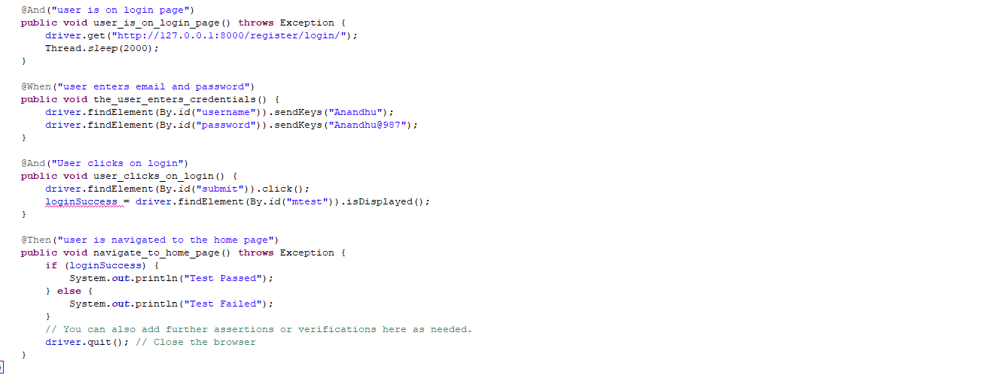 @And("user is on login page")
public void user_is_on_login_page() throws Exception {
    driver.get("http://127.0.0.1:8000/register/login/");
    Thread.sleep(2000);
}

@When("user enters email and password")
public void the_user_enters_credentials() {
    driver.findElement(By.id("username")).sendKeys("Anandhu");
    driver.findElement(By.id("password")).sendKeys("Anandhu@987");
}

@And("User clicks on login")
public void user_clicks_on_login() {
    driver.findElement(By.id("submit")).click();
    loginSuccess = driver.findElement(By.id("mtest")).isDisplayed();
}

@Then("user is navigated to the home page")
public void navigate_to_home_page() throws Exception {
    if (loginSuccess) {
        System.out.println("Test Passed");
    } else {
        System.out.println("Test Failed");
    }
    // You can also add further assertions or verifications here as needed.
    driver.quit(); // Close the browser
}
}